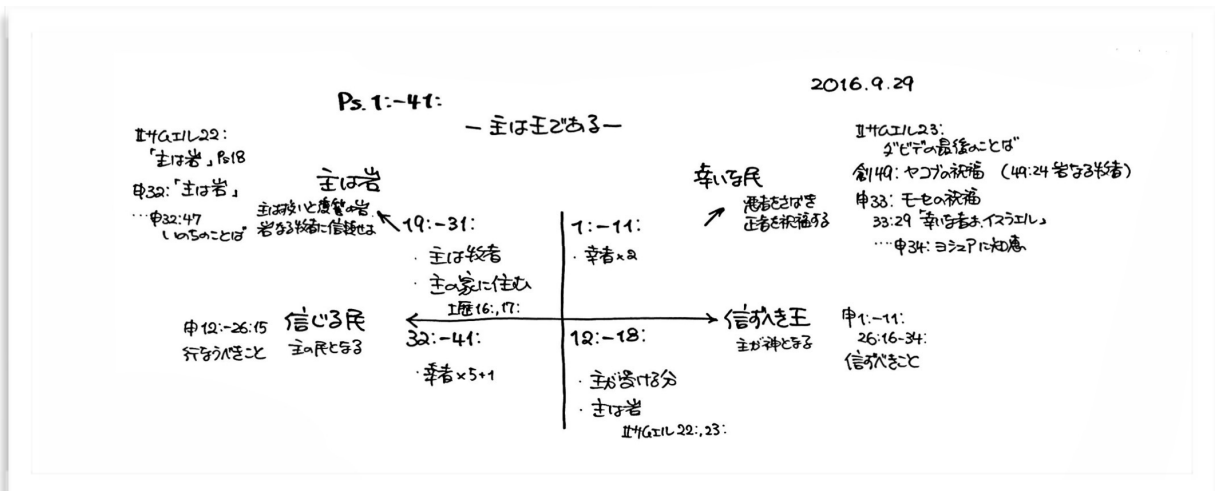 Ps. 1:-41:
2016.9.29
― 主は王である ―
IIサムエル22:
「主は岩」Ps18
申32:「主は岩」
…申32:47
いのちのことば
主は岩
主は救いと贖いの岩
岩なる牧者に信頼せよ
19:-31:
・主は牧者
・主の家に住む
I歴16:,17:
幸いな民
悪者をさばき
正者を祝福する
1:-11:
・幸者×2
IIサムエル23:
ダビデの最後のことば
創49: ヤコブの祝福 (49:24 岩なる牧者)
申33: モーセの祝福
33:29「幸いな者よ、イスラエル」
…申34: ヨシュアに知恵
申12:-26:15
行なうべきこと
信じる民
主の民となる
32:-41:
・幸者×5+1
12:-18:
・主が受ける分
・主は岩
IIサムエル22:,23:
信ずべき王
主が神となる
申1:-11:
26:16-34:
信ずべきこと